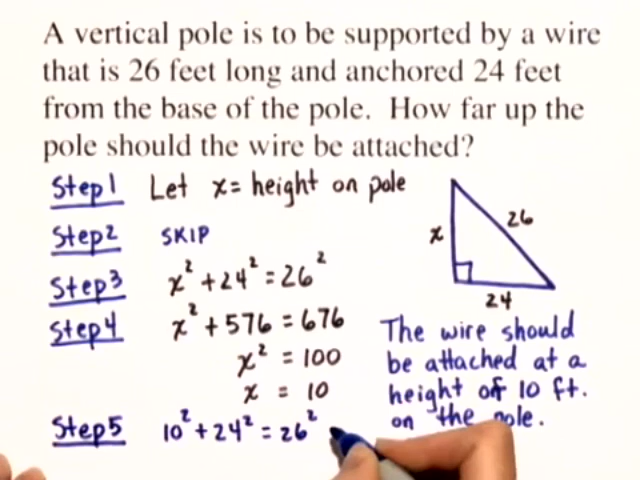 A vertical pole is to be supported by a wire
that is 26 feet long and anchored 24 feet
from the base of the pole. How far up the
pole should the wire be attached?
Step1 Let x = height on pole
Step2 SKIP
Step3 x² + 24² = 26²
Step4 x² + 576 = 676
x² = 100
x = 10
Step5 10² + 24² = 26²
x
26
24
The wire should
be attached at a
height of 10 ft.
on the pole.